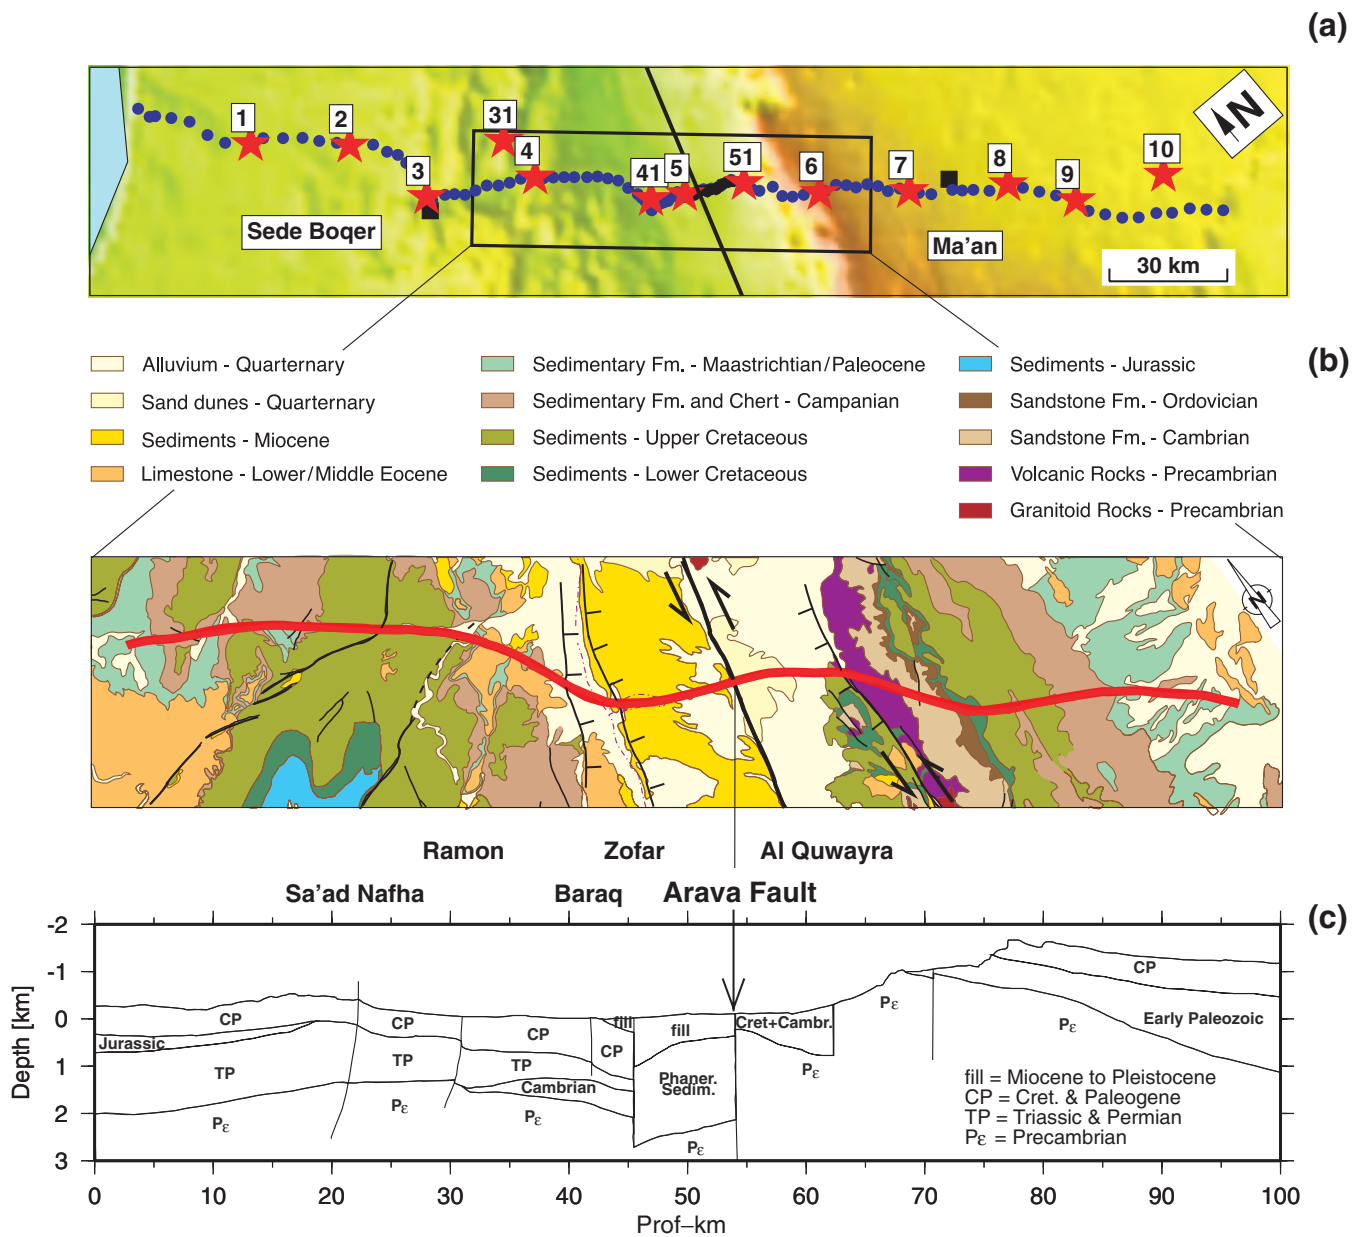 (a)
N
1
2
31
3
4
41
5
51
6
7
8
9
10
Sede Boqer
Ma'an
30 km
(b)
Alluvium - Quarternary
Sand dunes - Quarternary
Sediments - Miocene
Limestone - Lower/Middle Eocene
Sedimentary Fm. - Maastrichtian/Paleocene
Sedimentary Fm. and Chert - Campanian
Sediments - Upper Cretaceous
Sediments - Lower Cretaceous
Sediments - Jurassic
Sandstone Fm. - Ordovician
Sandstone Fm. - Cambrian
Volcanic Rocks - Precambrian
Granitoid Rocks - Precambrian
N
Ramon
Zofar
Al Quwayra
Sa'ad Nafha
Baraq
Arava Fault
(c)
Depth [km]
-2
-1
0
1
2
3
CP
Jurassic
TP
Pε
CP
TP
Pε
CP
TP
Cambrian
Pε
fill
CP
fill
Phaner.
Sedim.
Pε
Cret+Cambr.
Pε
Pε
CP
Pε
Early Paleozoic
fill = Miocene to Pleistocene
CP = Cret. & Paleogene
TP = Triassic & Permian
Pε = Precambrian
0 10 20 30 40 50 60 70 80 90 100
Prof–km